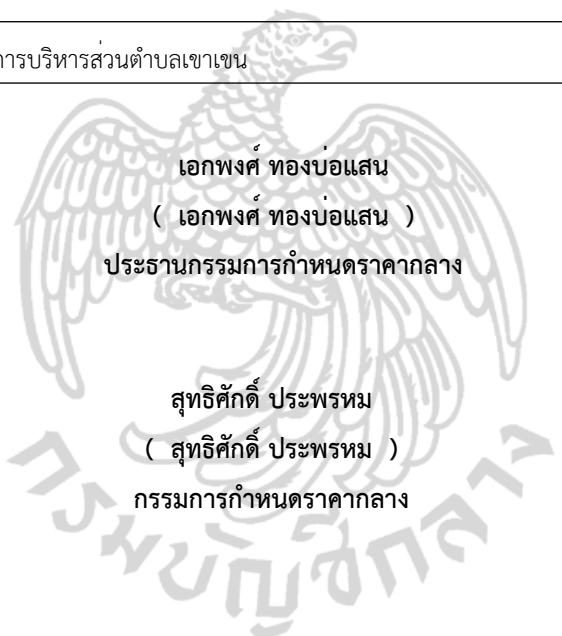 การบริหารส่วนตำบลเขาเขน
เอกพงศ์ ทองบ่อแสน
( เอกพงศ์ ทองบ่อแสน )
ประธานกรรมการกำหนดราคากลาง
สุทธิศักดิ์ ประพรหม
( สุทธิศักดิ์ ประพรหม )
กรรมการกำหนดราคากลาง
กรมบัญชีกลาง